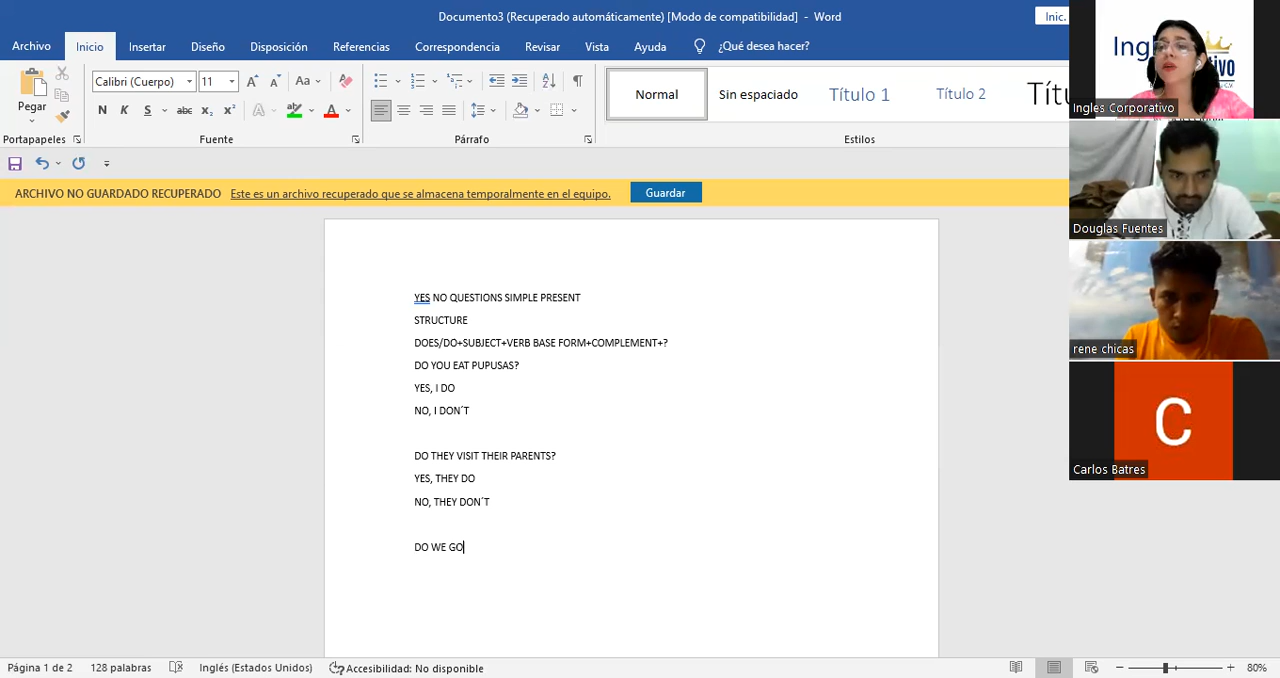 Documento3 (Recuperado automáticamente) [Modo de compatibilidad] - Word
Inic.
Archivo Inicio Insertar Diseño Disposición Referencias Correspondencia Revisar Vista Ayuda ¿Qué desea hacer?
Pegar
Calibri (Cuerpo) 11
Normal Sin espaciado Título 1 Título 2
Portapapeles Fuente Párrafo Estilos
ARCHIVO NO GUARDADO RECUPERADO Este es un archivo recuperado que se almacena temporalmente en el equipo. Guardar
YES NO QUESTIONS SIMPLE PRESENT
STRUCTURE
DOES/DO+SUBJECT+VERB BASE FORM+COMPLEMENT+?
DO YOU EAT PUPUSAS?
YES, I DO
NO, I DON´T
DO THEY VISIT THEIR PARENTS?
YES, THEY DO
NO, THEY DON´T
DO WE GO
Ingles Corporativo
Douglas Fuentes
rene chicas
C
Carlos Batres
Página 1 de 2 128 palabras Inglés (Estados Unidos) Accesibilidad: No disponible 80%